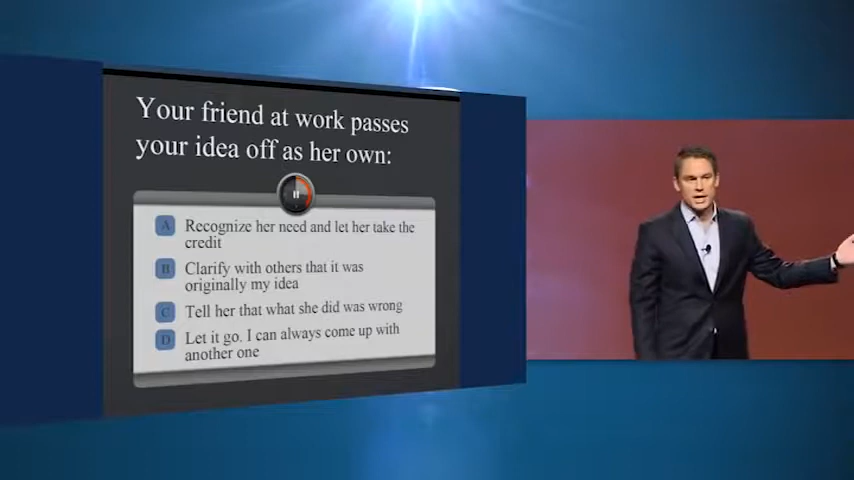 Your friend at work passes
your idea off as her own:
A Recognize her need and let her take the
credit
B Clarify with others that it was
originally my idea
C Tell her that what she did was wrong
D Let it go. I can always come up with
another one